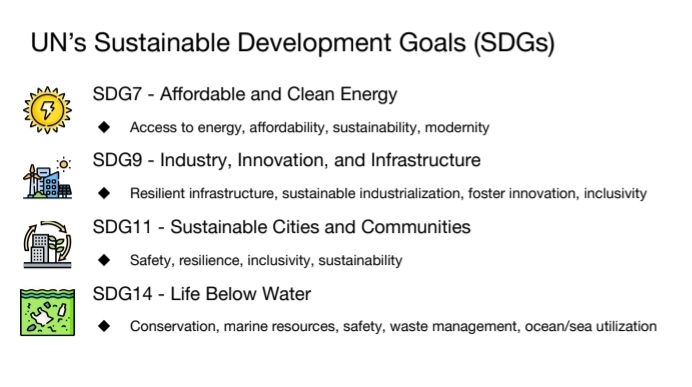 UN’s Sustainable Development Goals (SDGs)
SDG7 - Affordable and Clean Energy
◆ Access to energy, affordability, sustainability, modernity
SDG9 - Industry, Innovation, and Infrastructure
◆ Resilient infrastructure, sustainable industrialization, foster innovation, inclusivity
SDG11 - Sustainable Cities and Communities
◆ Safety, resilience, inclusivity, sustainability
SDG14 - Life Below Water
◆ Conservation, marine resources, safety, waste management, ocean/sea utilization